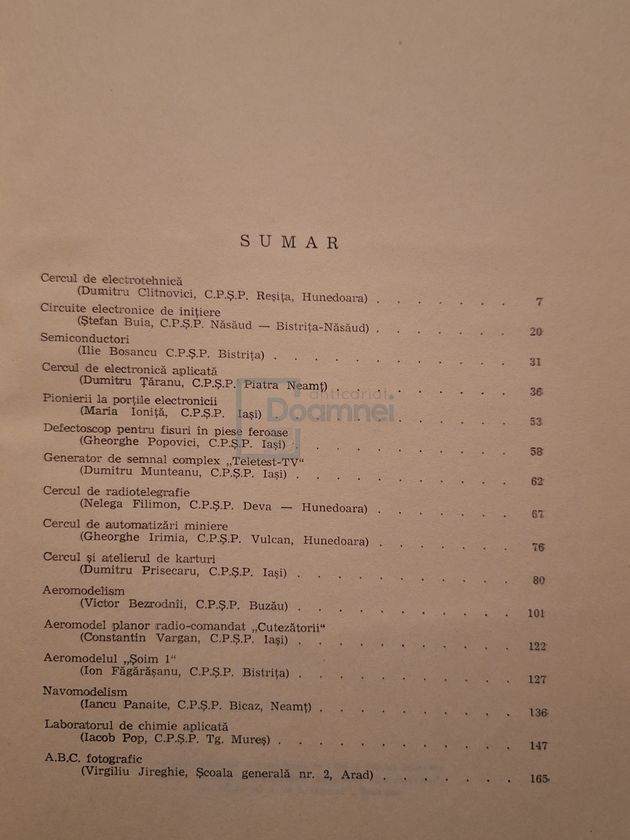 SUMAR
Cercul de electrotehnică
(Dumitru Clitnovici, C.P.Ş.P. Reşiţa, Hunedoara) . . . . . . 7
Circuite electronice de iniţiere
(Ştefan Buia, C.P.Ş.P. Năsăud — Bistriţa-Năsăud) . . . . . . 20
Semiconductori
(Ilie Bosancu C.P.Ş.P. Bistriţa) . . . . . . . . . 31
Cercul de electronică aplicată
(Dumitru Ţăranu, C.P.Ş.P. Piatra Neamţ) . . . . . . . 36
Pionierii la porţile electronicii
(Maria Ioniţă, C.P.Ş.P. Iaşi) . . . . . . . . . 53
Defectoscop pentru fisuri în piese feroase
(Gheorghe Popovici, C.P.Ş.P. Iaşi) . . . . . . . . 58
Generator de semnal complex „Teletest-TV“
(Dumitru Munteanu, C.P.Ş.P. Iaşi) . . . . . . . . 62
Cercul de radiotelegrafie
(Nelega Filimon, C.P.Ş.P. Deva — Hunedoara) . . . . . . 67
Cercul de automatizări miniere
(Gheorghe Irimia, C.P.Ş.P. Vulcan, Hunedoara) . . . . . . 76
Cercul şi atelierul de karturi
(Dumitru Prisecaru, C.P.Ş.P. Iaşi) . . . . . . . . 80
Aeromodelism
(Victor Bezrodnîi, C.P.Ş.P. Buzău) . . . . . . . . 101
Aeromodel planor radio-comandat „Cutezătorii“
(Constantin Vargan, C.P.Ş.P. Iaşi) . . . . . . . . 122
Aeromodelul „Şoim 1“
(Ion Făgărăşanu, C.P.Ş.P. Bistriţa) . . . . . . . . 127
Navomodelism
(Iancu Panaite, C.P.Ş.P. Bicaz, Neamţ) . . . . . . . 136
Laboratorul de chimie aplicată
(Iacob Pop, C.P.Ş.P. Tg. Mureş) . . . . . . . . 147
A.B.C. fotografic
(Virgiliu Jireghie, Şcoala generală nr. 2, Arad) . . . . . . 165
anticariat
Doamnei